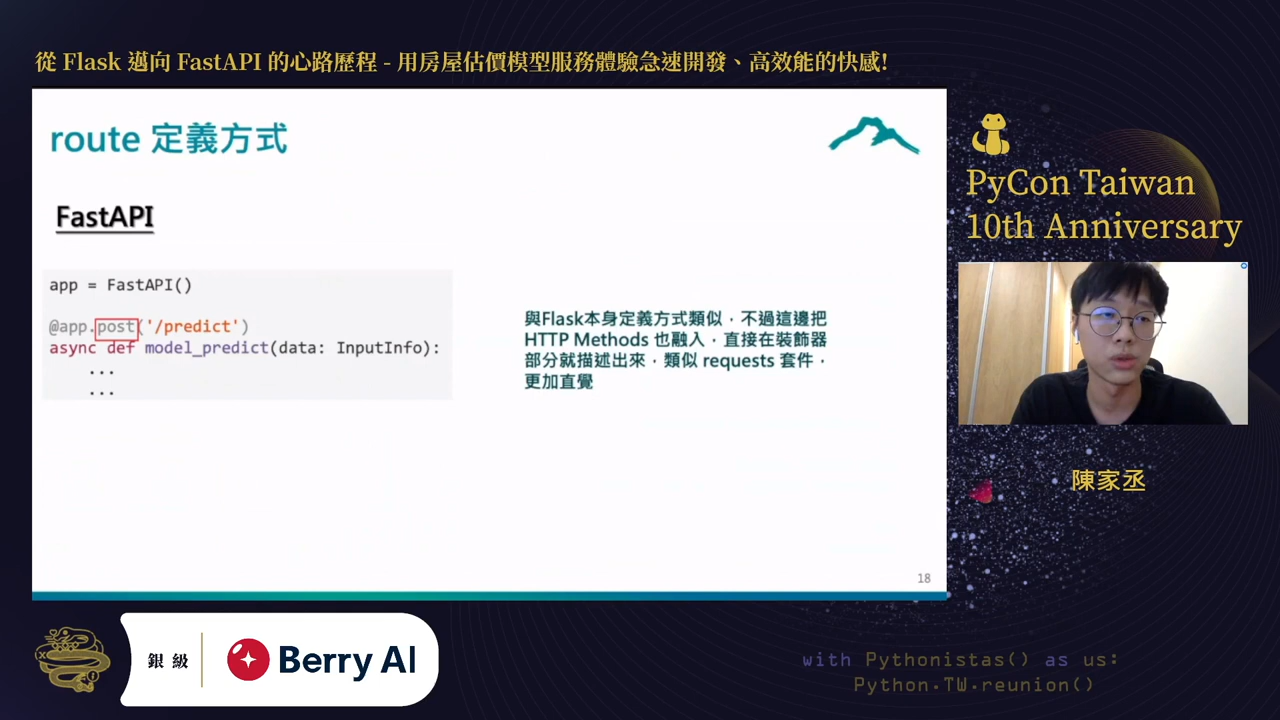 從 Flask 邁向 FastAPI 的心路歷程 - 用房屋估價模型服務體驗急速開發、高效能的快感!
route 定義方式
FastAPI
app = FastAPI()
@app.post('/predict')
async def model_predict(data: InputInfo):
...
...
與Flask本身定義方式類似，不過這邊把
HTTP Methods 也融入，直接在裝飾器
部分就描述出來，類似 requests 套件，
更加直覺
18
PyCon Taiwan
10th Anniversary
陳家丞
銀級
Berry AI
with Pythonistas() as us:
Python.TW.reunion()